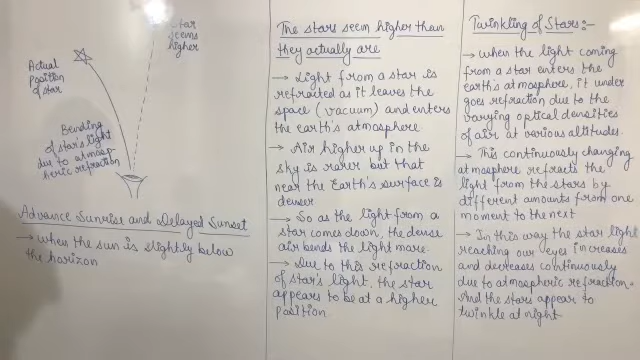 Star
seems
higher
Actual
Position
of star
Bending
of star's light
due to atmosp-
heric refraction
Advance Sunrise and Delayed Sunset
→ when the sun is slightly below
the horizon
The stars seem higher than
they actually are
→ Light from a star is
refracted as it leaves the
space (vacuum) and enters
the earth's atmosphere
→ Air higher up in the
sky is rarer but that
near the Earth's surface is
denser
→ So as the light from a
star comes down, the dense
air bends the light more.
→ Due to this refraction
of star's light, the star
appears to be at a higher
position.
Twinkling of Stars:-
→ when the light coming
from a star enters the
earth's atmosphere, it under
goes refraction due to the
varying optical densities
of air at various altitudes.
→ This continuously changing
atmosphere refracts the
light from the stars by
different amounts from one
moment to the next
→ In this way the star light
reaching our eyes increases
and decreases continuously
due to atmospheric refraction.
And the stars appear to
twinkle at night